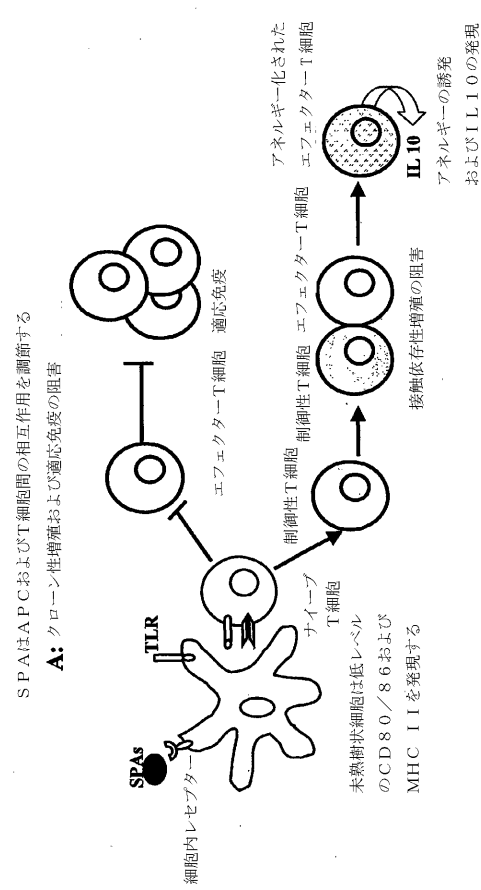 ＳＰＡはＡＰＣおよびＴ細胞間の相互作用を調節する
A: クローン性増殖および適応免疫の阻害
SPAs
TLR
細胞内レセプター
ナイーブ
Ｔ細胞
未熟樹状細胞は低レベル
のＣＤ８０／８６および
ＭＨＣ　ＩＩを発現する
エフェクターＴ細胞
適応免疫
制御性Ｔ細胞
制御性Ｔ細胞
エフェクターＴ細胞
接触依存性増殖の阻害
アネルギー化された
エフェクターＴ細胞
IL 10
アネルギーの誘発
およびＩＬ１０の発現